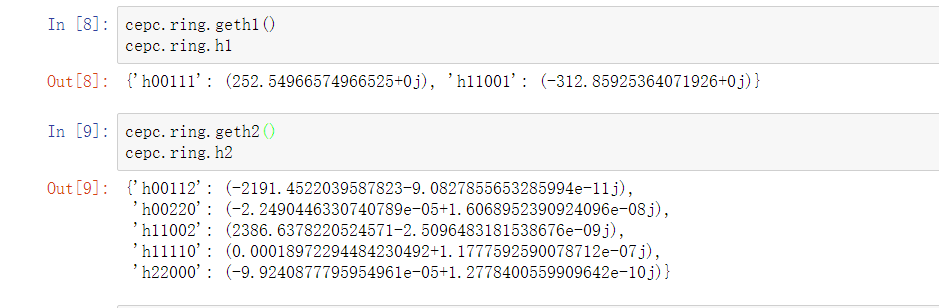 In [8]: cepc.ring.geth1()
cepc.ring.h1
Out[8]: {'h00111': (252.54966574966525+0j), 'h11001': (-312.85925364071926+0j)}
In [9]: cepc.ring.geth2()
cepc.ring.h2
Out[9]: {'h00112': (-2191.4522039587823-9.0827855653285994e-11j),
'h00220': (-2.2490446330740789e-05+1.6068952390924096e-08j),
'h11002': (2386.6378220524571-2.5096483181538676e-09j),
'h11110': (0.00018972294484230492+1.1777592590078712e-07j),
'h22000': (-9.9240877795954961e-05+1.2778400559909642e-10j)}